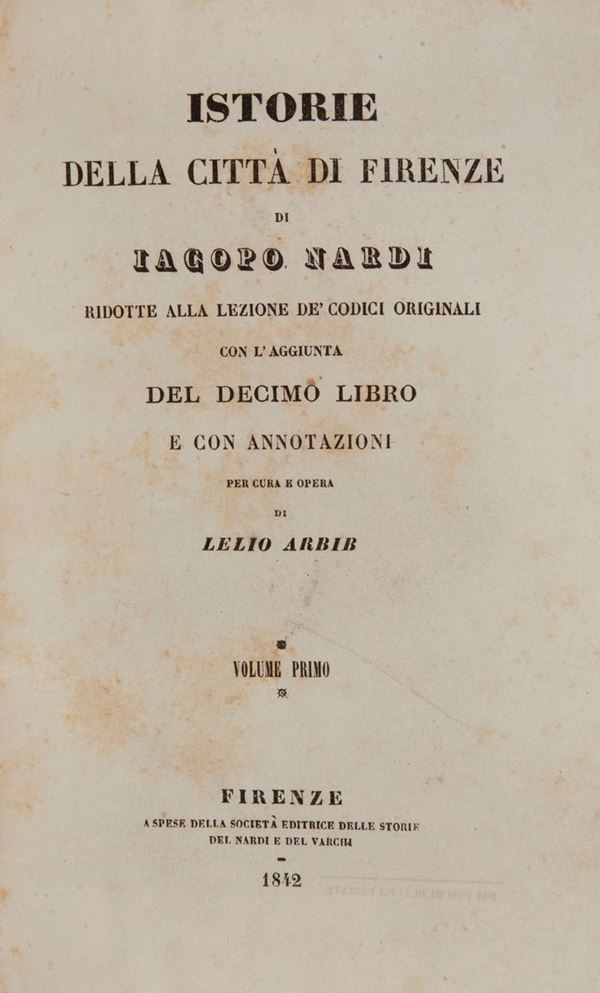 ISTORIE
DELLA CITTÀ DI FIRENZE
DI
IACOPO NARDI
RIDOTTE ALLA LEZIONE DE' CODICI ORIGINALI
CON L'AGGIUNTA
DEL DECIMO LIBRO
E CON ANNOTAZIONI
PER CURA E OPERA
DI
LELIO ARBIB
VOLUME PRIMO
FIRENZE
A SPESE DELLA SOCIETÀ EDITRICE DELLE STORIE
DEL NARDI E DEL VARCHI
1842